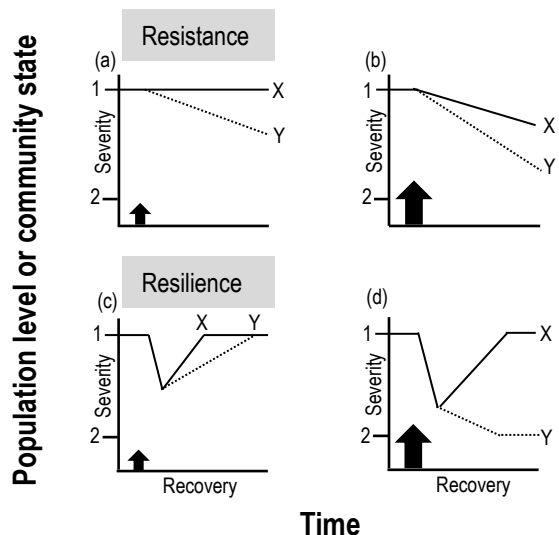 Population level or community state
Resistance
(a)
1
Severity
2
X
Y
(b)
1
Severity
2
X
Y
Resilience
(c)
1
Severity
2
X
Y
Recovery
(d)
1
Severity
2
X
Y
Recovery
Time